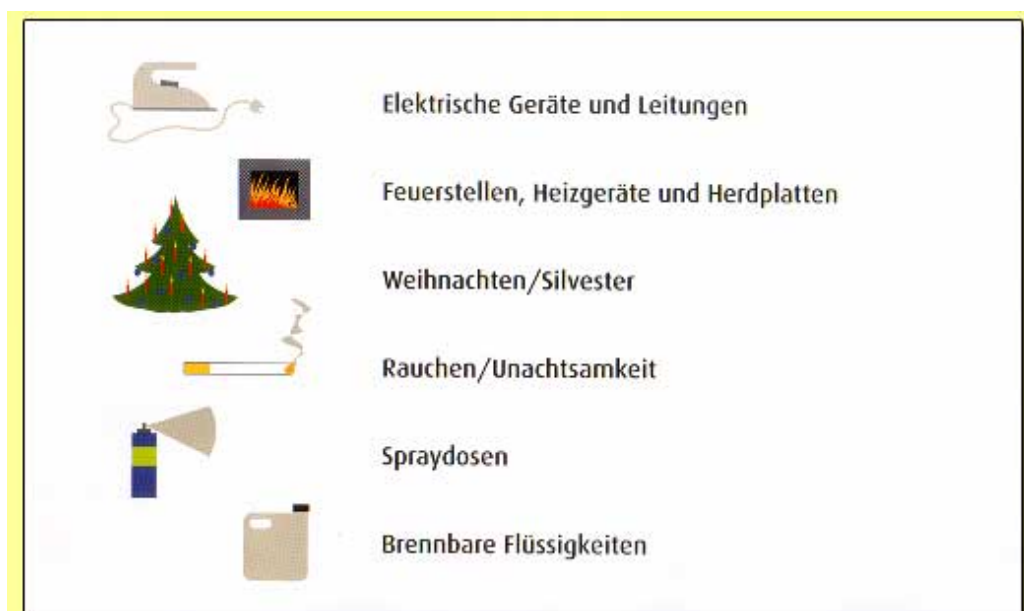 Elektrische Geräte und Leitungen
Feuerstellen, Heizgeräte und Herdplatten
Weihnachten/Silvester
Rauchen/Unachtsamkeit
Spraydosen
Brennbare Flüssigkeiten